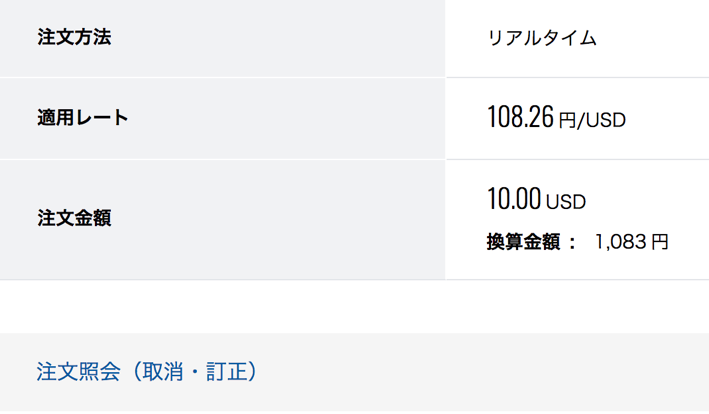 注文方法
リアルタイム
適用レート
108.26 円/USD
注文金額
10.00 USD
換算金額： 1,083 円
注文照会（取消・訂正）